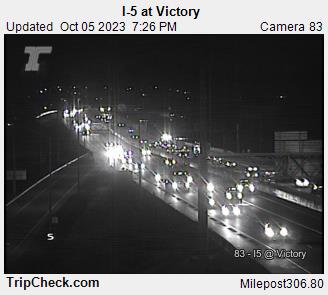 I-5 at Victory
Updated Oct 05 2023 7:26 PM Camera 83
T
S
83 - I5 @ Victory
TripCheck.com Milepost306.80